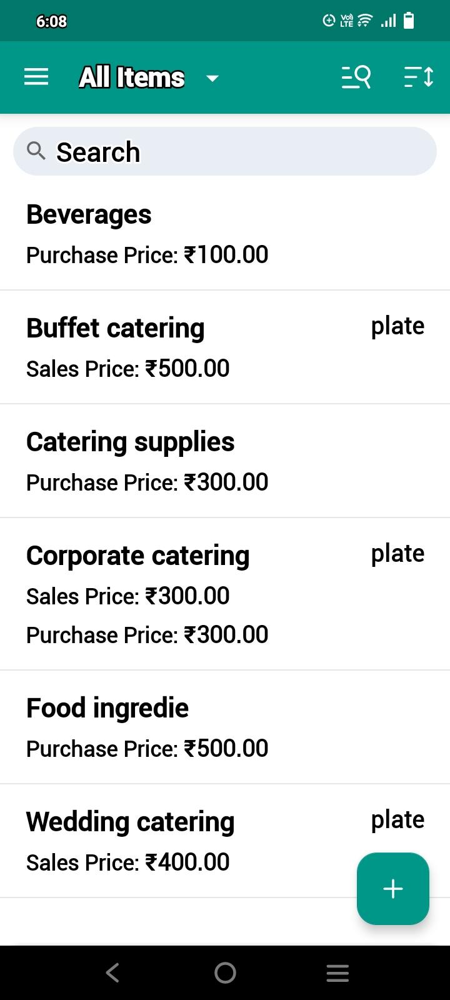 6:08
Vo)
LTE
All Items
Search
Beverages
Purchase Price: ₹100.00
Buffet catering
plate
Sales Price: ₹500.00
Catering supplies
Purchase Price: ₹300.00
Corporate catering
plate
Sales Price: ₹300.00
Purchase Price: ₹300.00
Food ingredie
Purchase Price: ₹500.00
Wedding catering
plate
Sales Price: ₹400.00